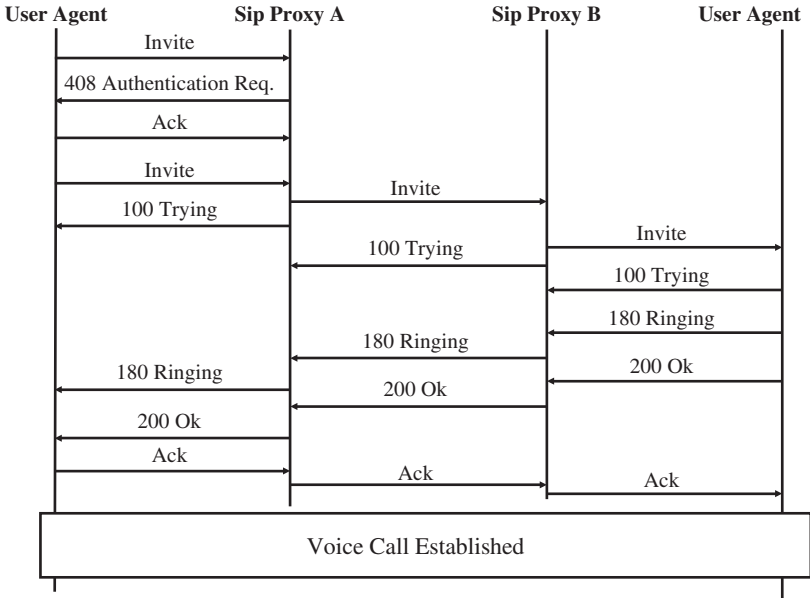 User Agent Sip Proxy A Sip Proxy B User Agent
Invite
408 Authentication Req.
Ack
Invite
Invite
100 Trying
Invite
100 Trying
100 Trying
180 Ringing
180 Ringing
200 Ok
180 Ringing
200 Ok
200 Ok
Ack
Ack
Ack
Voice Call Established